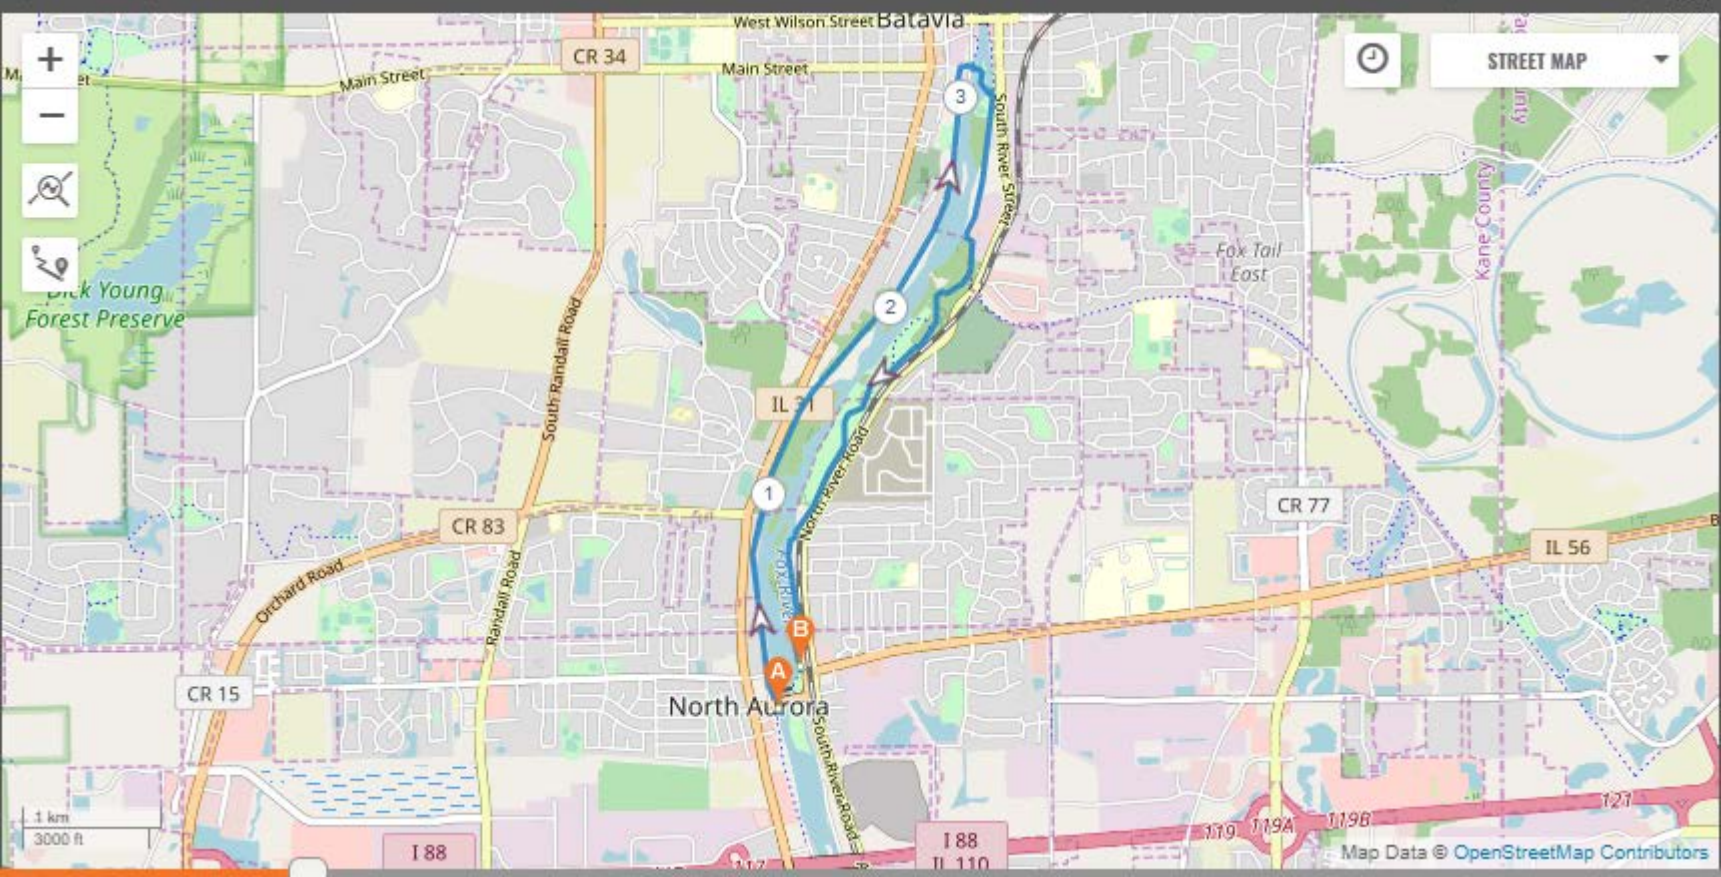 West Wilson Street
Batavia
CR 34
Main Street
Main Street
STREET MAP
3
South River Street
Kane County
Fox Tail
East
Dick Young
Forest Preserve
2
South Randall Road
IL 31
North River Road
1
CR 83
CR 77
IL 56
Orchard Road
Randall Road
Fox River
B
A
CR 15
North Aurora
South River Road
1 km
3000 ft
I 88
117
I 88
IL 110
119
119A
119B
121
Map Data © OpenStreetMap Contributors